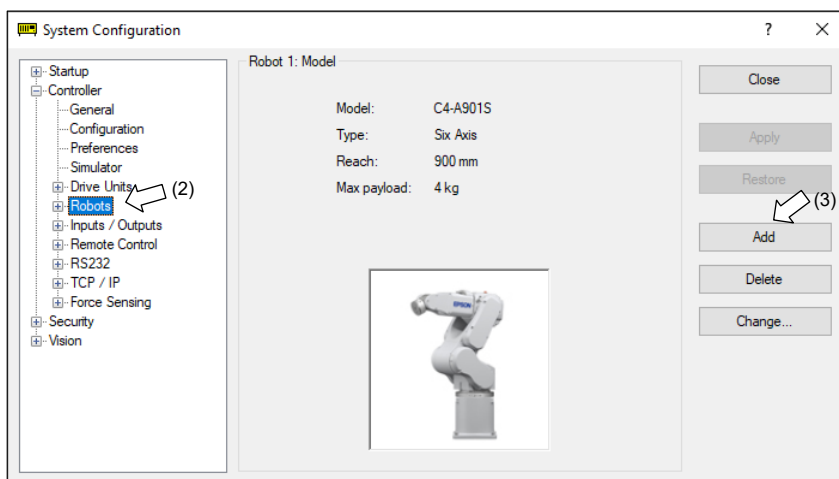 System Configuration
? ×
Startup
Controller
General
Configuration
Preferences
Simulator
Drive Units
(2)
Robots
Inputs / Outputs
Remote Control
RS232
TCP / IP
Force Sensing
Security
Vision
Robot 1: Model
Model: C4-A901S
Type: Six Axis
Reach: 900 mm
Max payload: 4 kg
EPSON
Close
Apply
Restore
(3)
Add
Delete
Change...